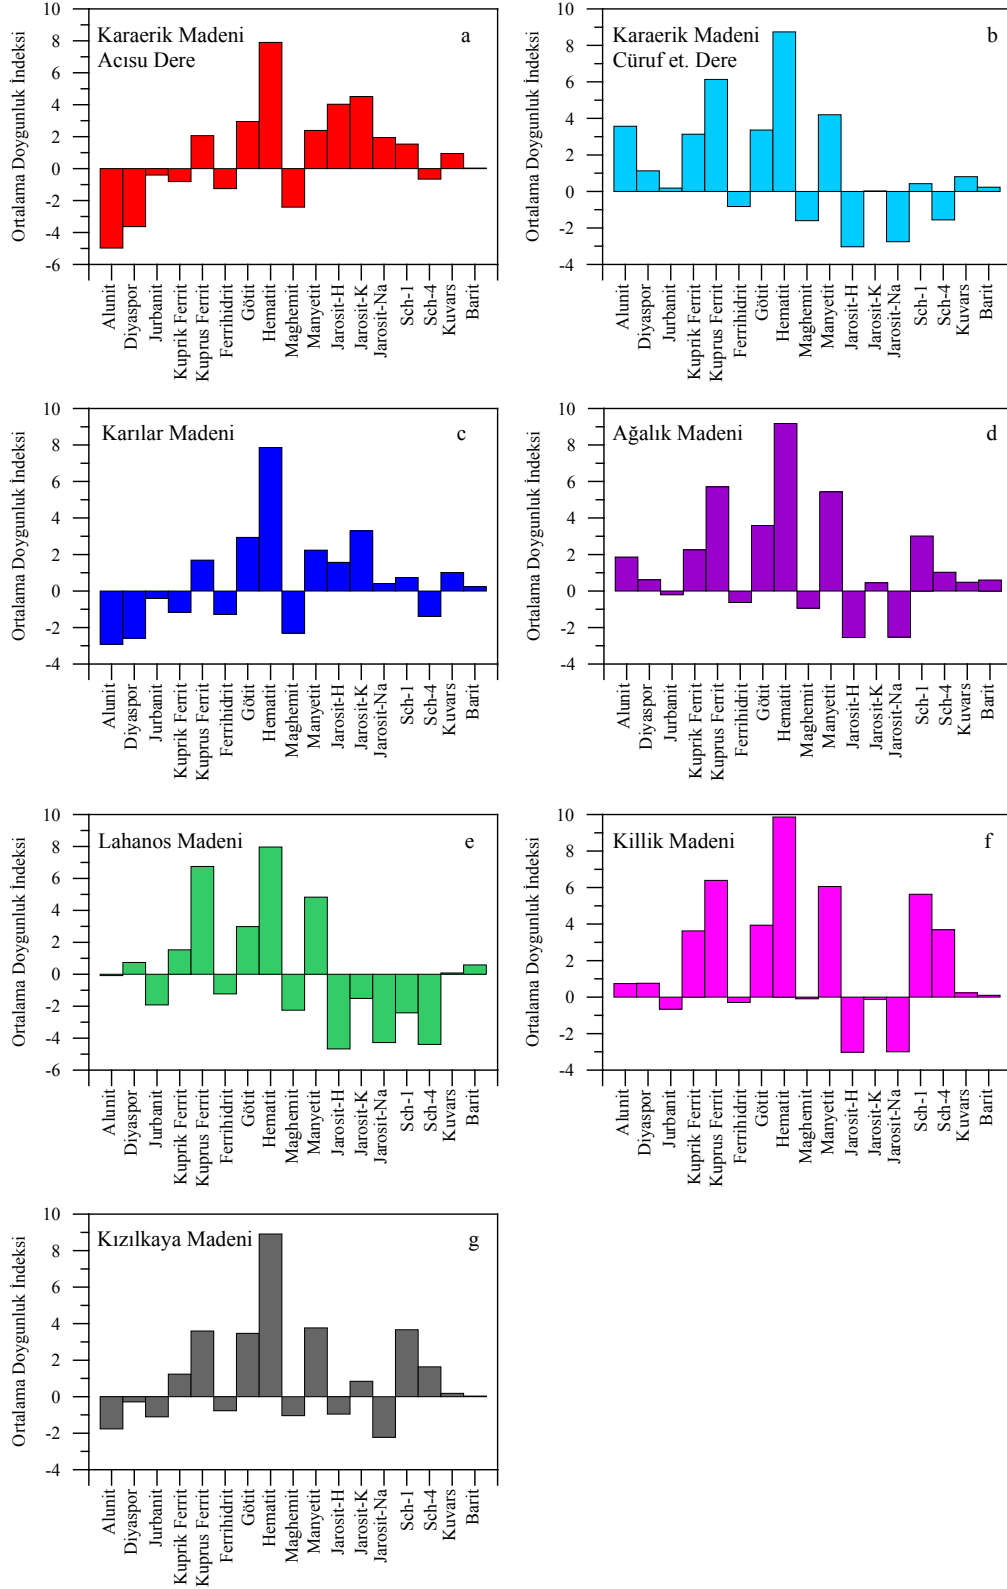 Karaerik Madeni
Acısu Dere
a
Ortalama Doygunluk İndeksi
10
8
6
4
2
0
-2
-4
-6
Alunit
Diyaspor
Jurbanit
Kuprik Ferrit
Kuprus Ferrit
Ferrihidrit
Götit
Hematit
Maghemit
Manyetit
Jarosit-H
Jarosit-K
Jarosit-Na
Sch-1
Sch-4
Kuvars
Barit
Karaerik Madeni
Cüruf et. Dere
b
Ortalama Doygunluk İndeksi
10
8
6
4
2
0
-2
-4
Alunit
Diyaspor
Jurbanit
Kuprik Ferrit
Kuprus Ferrit
Ferrihidrit
Götit
Hematit
Maghemit
Manyetit
Jarosit-H
Jarosit-K
Jarosit-Na
Sch-1
Sch-4
Kuvars
Barit
Karılar Madeni
c
Ortalama Doygunluk İndeksi
10
8
6
4
2
0
-2
-4
Alunit
Diyaspor
Jurbanit
Kuprik Ferrit
Kuprus Ferrit
Ferrihidrit
Götit
Hematit
Maghemit
Manyetit
Jarosit-H
Jarosit-K
Jarosit-Na
Sch-1
Sch-4
Kuvars
Barit
Ağalık Madeni
d
Ortalama Doygunluk İndeksi
10
8
6
4
2
0
-2
-4
Alunit
Diyaspor
Jurbanit
Kuprik Ferrit
Kuprus Ferrit
Ferrihidrit
Götit
Hematit
Maghemit
Manyetit
Jarosit-H
Jarosit-K
Jarosit-Na
Sch-1
Sch-4
Kuvars
Barit
Lahanos Madeni
e
Ortalama Doygunluk İndeksi
10
8
6
4
2
0
-2
-4
-6
Alunit
Diyaspor
Jurbanit
Kuprik Ferrit
Kuprus Ferrit
Ferrihidrit
Götit
Hematit
Maghemit
Manyetit
Jarosit-H
Jarosit-K
Jarosit-Na
Sch-1
Sch-4
Kuvars
Barit
Killik Madeni
f
Ortalama Doygunluk İndeksi
10
8
6
4
2
0
-2
-4
Alunit
Diyaspor
Jurbanit
Kuprik Ferrit
Kuprus Ferrit
Ferrihidrit
Götit
Hematit
Maghemit
Manyetit
Jarosit-H
Jarosit-K
Jarosit-Na
Sch-1
Sch-4
Kuvars
Barit
Kızılkaya Madeni
g
Ortalama Doygunluk İndeksi
10
8
6
4
2
0
-2
-4
Alunit
Diyaspor
Jurbanit
Kuprik Ferrit
Kuprus Ferrit
Ferrihidrit
Götit
Hematit
Maghemit
Manyetit
Jarosit-H
Jarosit-K
Jarosit-Na
Sch-1
Sch-4
Kuvars
Barit